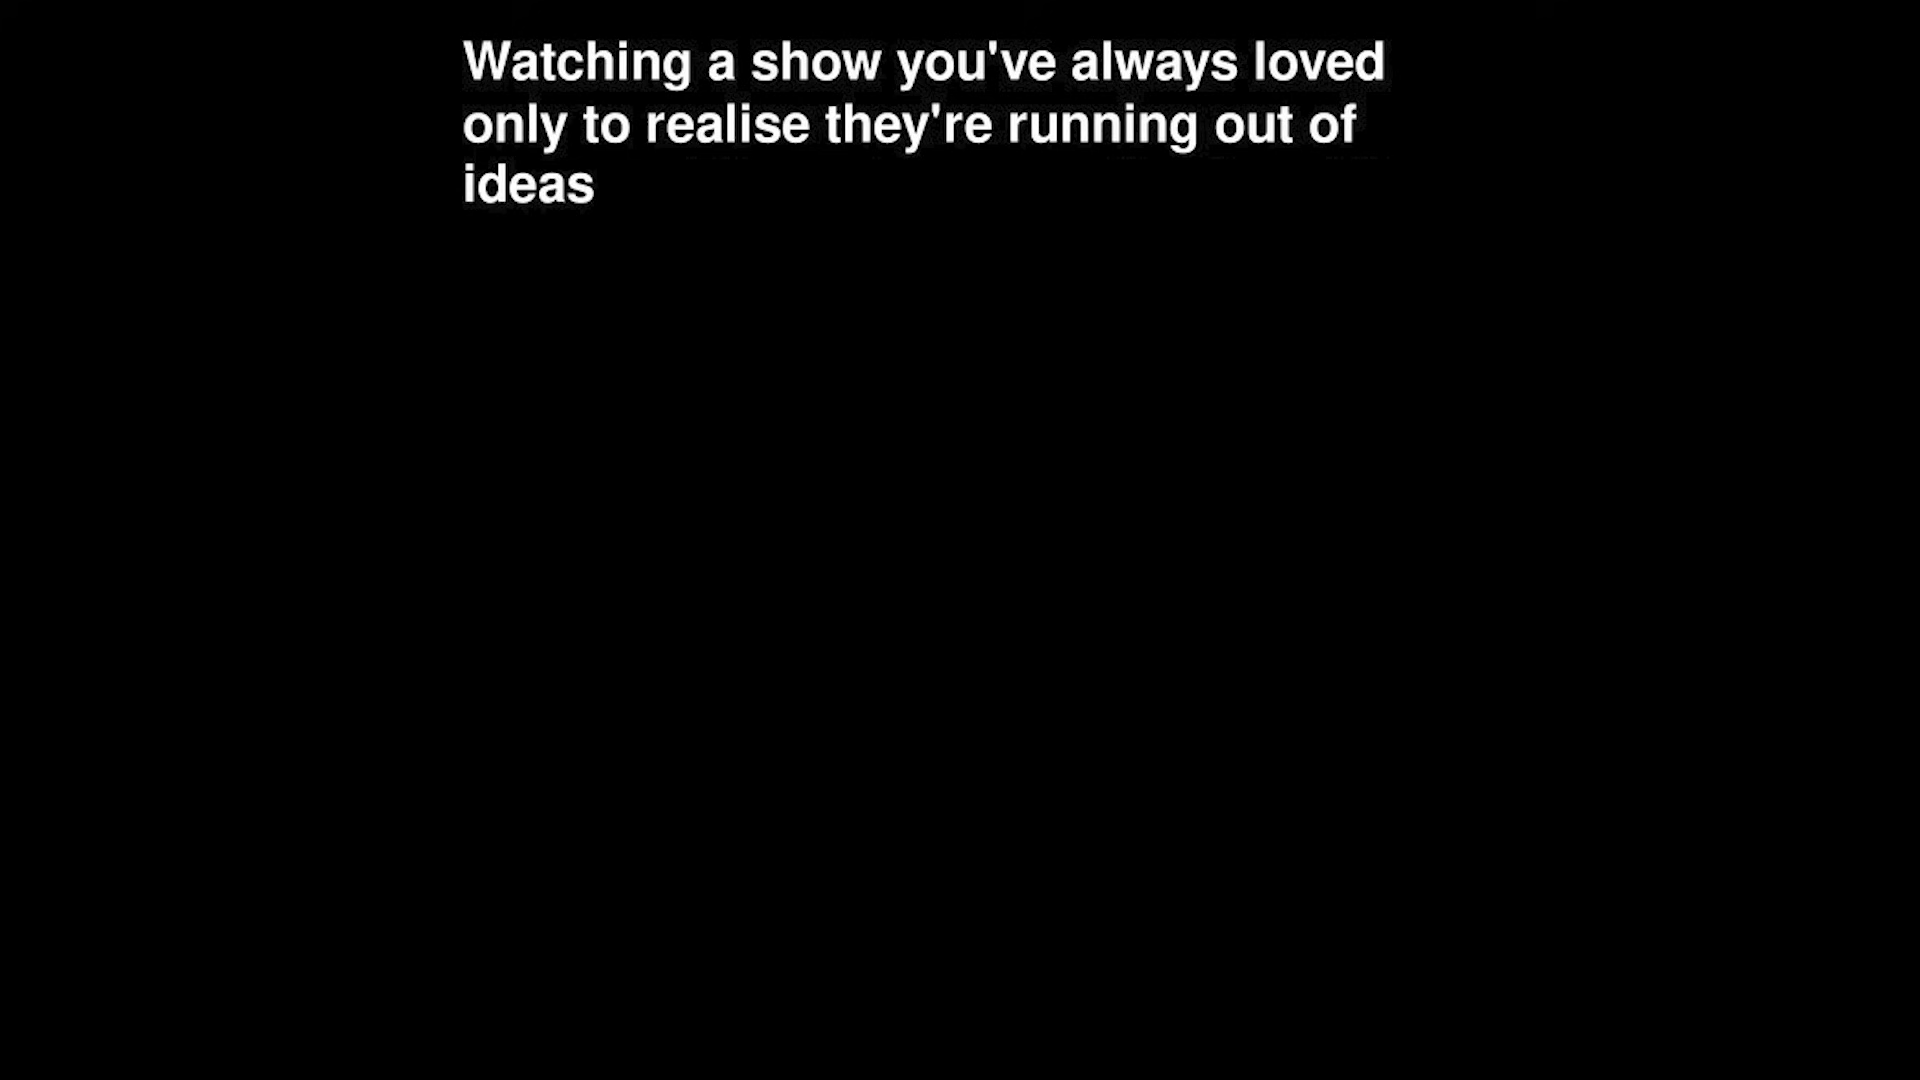 Watching a show you've always loved
only to realise they're running out of
ideas